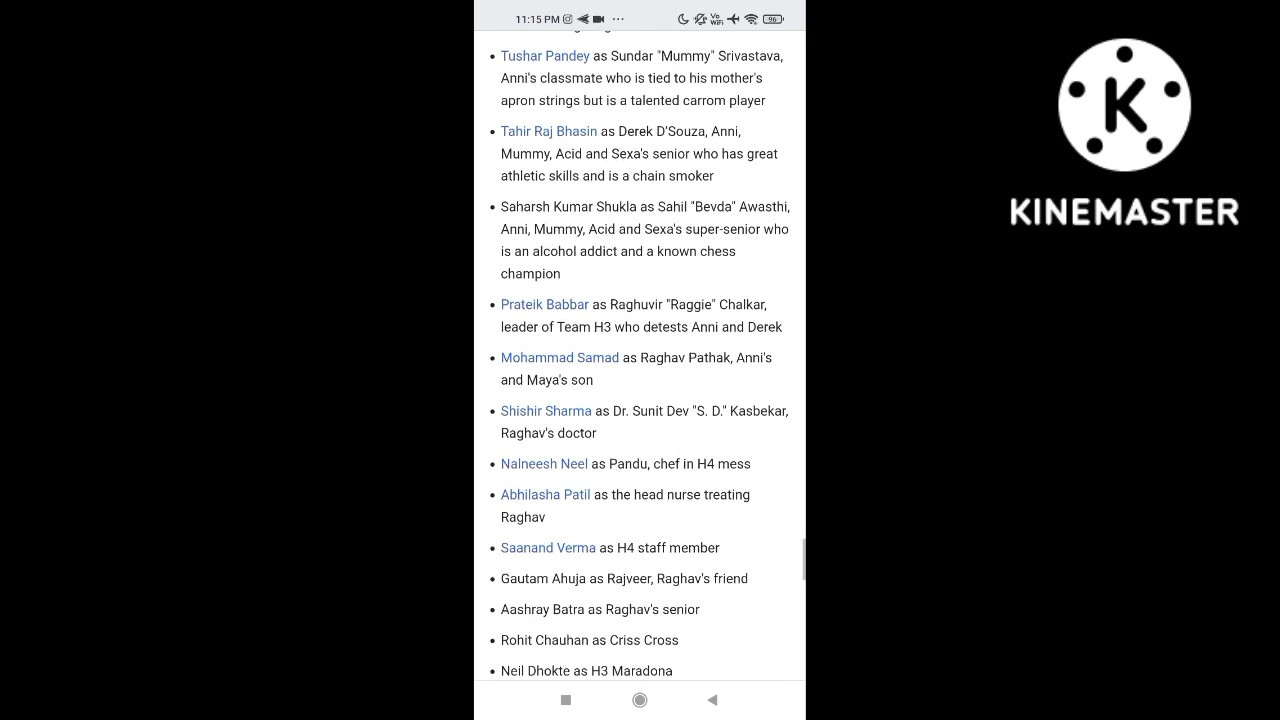 11:15 PM
Vo
WiFi
96
• Tushar Pandey as Sundar "Mummy" Srivastava,
Anni's classmate who is tied to his mother's
apron strings but is a talented carrom player
• Tahir Raj Bhasin as Derek D'Souza, Anni,
Mummy, Acid and Sexa's senior who has great
athletic skills and is a chain smoker
• Saharsh Kumar Shukla as Sahil "Bevda" Awasthi,
Anni, Mummy, Acid and Sexa's super-senior who
is an alcohol addict and a known chess
champion
• Prateik Babbar as Raghuvir "Raggie" Chalkar,
leader of Team H3 who detests Anni and Derek
• Mohammad Samad as Raghav Pathak, Anni's
and Maya's son
• Shishir Sharma as Dr. Sunit Dev "S. D." Kasbekar,
Raghav's doctor
• Nalneesh Neel as Pandu, chef in H4 mess
• Abhilasha Patil as the head nurse treating
Raghav
• Saanand Verma as H4 staff member
• Gautam Ahuja as Rajveer, Raghav's friend
• Aashray Batra as Raghav's senior
• Rohit Chauhan as Criss Cross
• Neil Dhokte as H3 Maradona
K
KINEMASTER